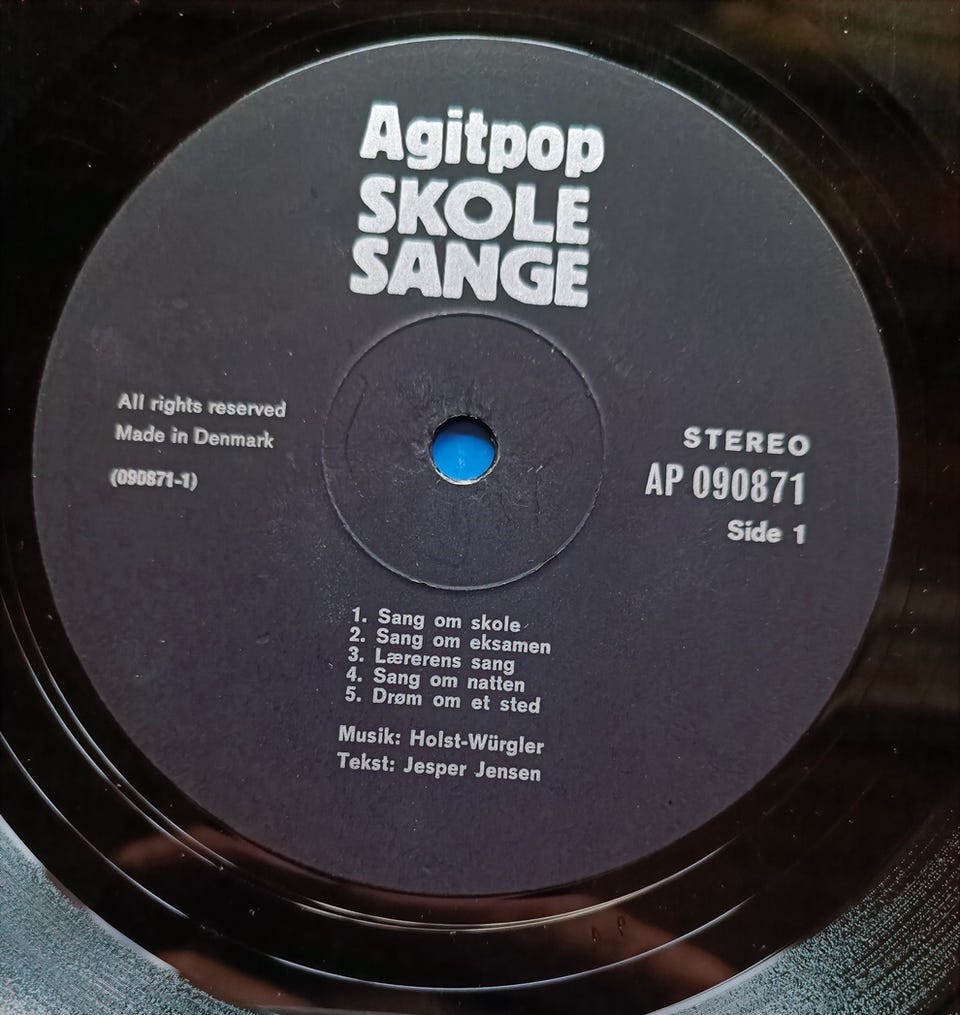 Agitpop
SKOLE
SANGE
All rights reserved
Made in Denmark
(090871-1)
STEREO
AP 090871
Side 1
1. Sang om skole
2. Sang om eksamen
3. Lærerens sang
4. Sang om natten
5. Drøm om et sted
Musik: Holst-Würgler
Tekst: Jesper Jensen